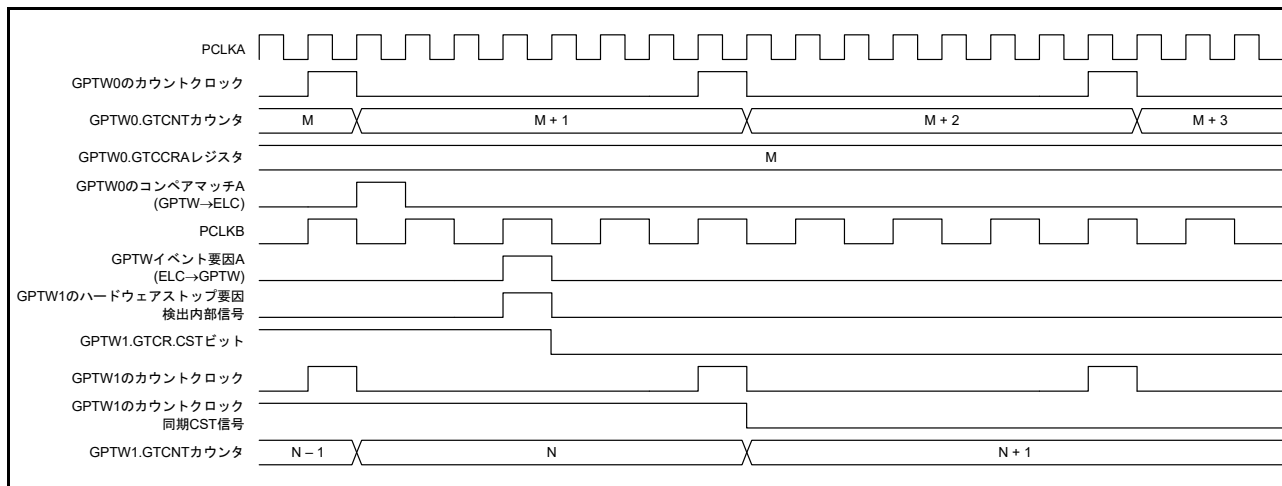 PCLKA
GPTW0のカウントクロック
GPTW0.GTCNTカウンタ
M
M + 1
M + 2
M + 3
GPTW0.GTCCRAレジスタ
M
GPTW0のコンペアマッチA
(GPTW→ELC)
PCLKB
GPTWイベント要因A
(ELC→GPTW)
GPTW1のハードウェアストップ要因
検出内部信号
GPTW1.GTCR.CSTビット
GPTW1のカウントクロック
GPTW1のカウントクロック
同期CST信号
GPTW1.GTCNTカウンタ
N – 1
N
N + 1